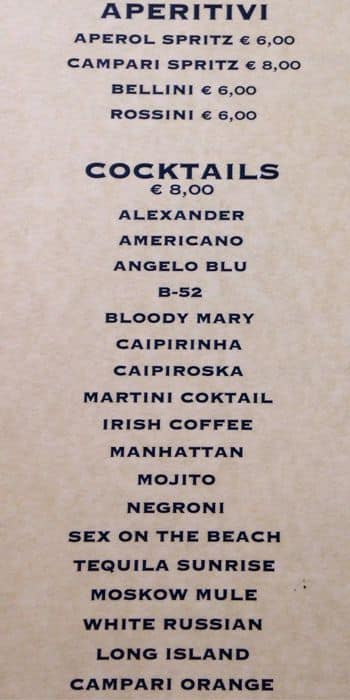 APERITIVI
APEROL SPRITZ € 6,00
CAMPARI SPRITZ € 8,00
BELLINI € 6,00
ROSSINI € 6,00
COCKTAILS
€ 8,00
ALEXANDER
AMERICANO
ANGELO BLU
B-52
BLOODY MARY
CAIPIRINHA
CAIPIROSKA
MARTINI COKTAIL
IRISH COFFEE
MANHATTAN
MOJITO
NEGRONI
SEX ON THE BEACH
TEQUILA SUNRISE
MOSKOW MULE
WHITE RUSSIAN
LONG ISLAND
CAMPARI ORANGE